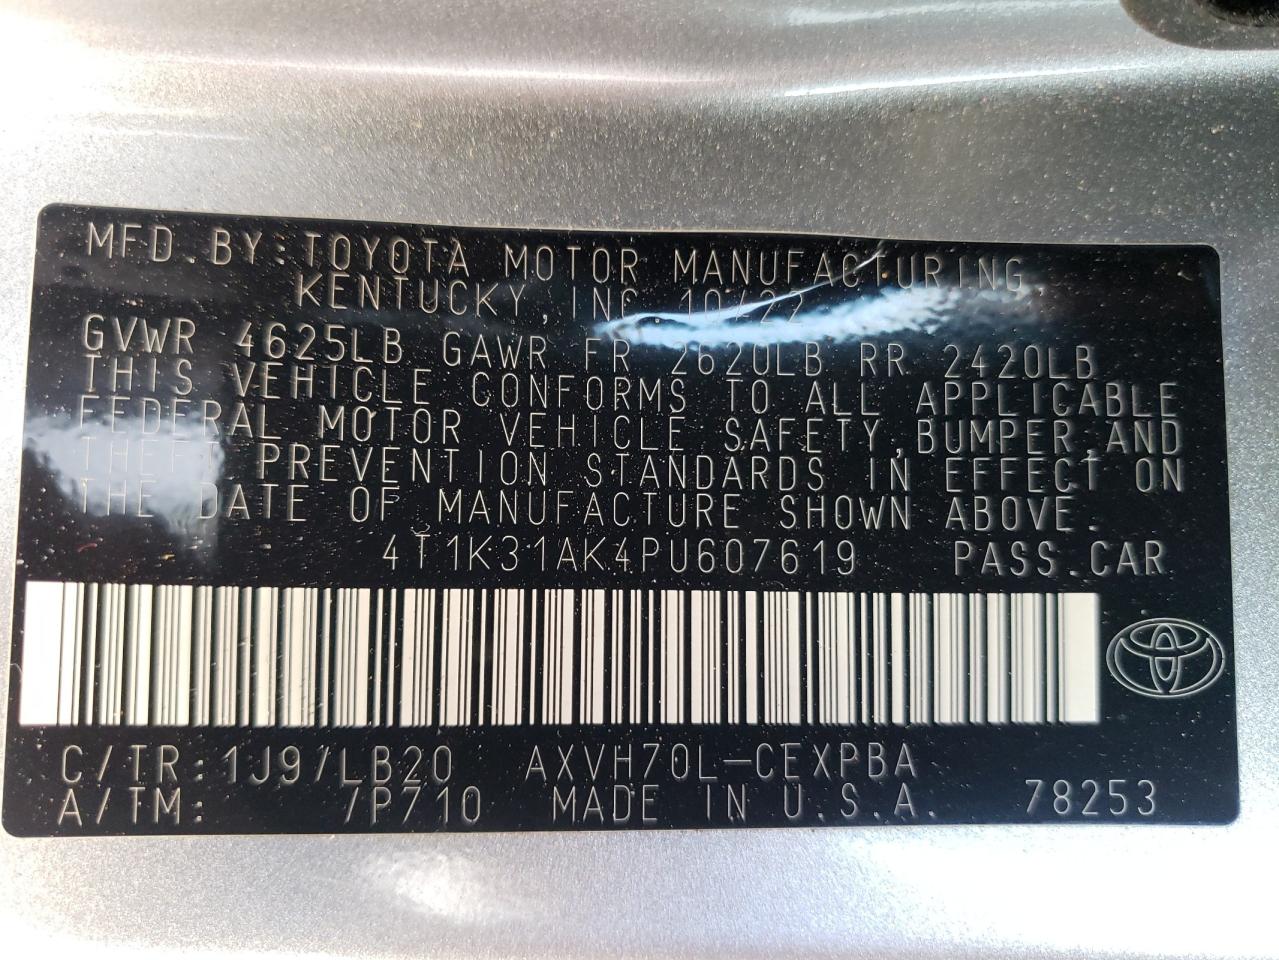 MFD.BY:TOYOTA MOTOR MANUFACTURING
KENTUCKY,INC. 10/22
GVWR 4625LB GAWR FR 2620LB RR 2420LB
THIS VEHICLE CONFORMS TO ALL APPLICABLE
FEDERAL MOTOR VEHICLE SAFETY,BUMPER,AND
THEFT PREVENTION STANDARDS IN EFFECT ON
THE DATE OF MANUFACTURE SHOWN ABOVE.
4T1K31AK4PU607619 PASS.CAR
C/TR:1J9/LB20 AXVH70L-CEXPBA
A/TM: /P710 MADE IN U.S.A. 78253